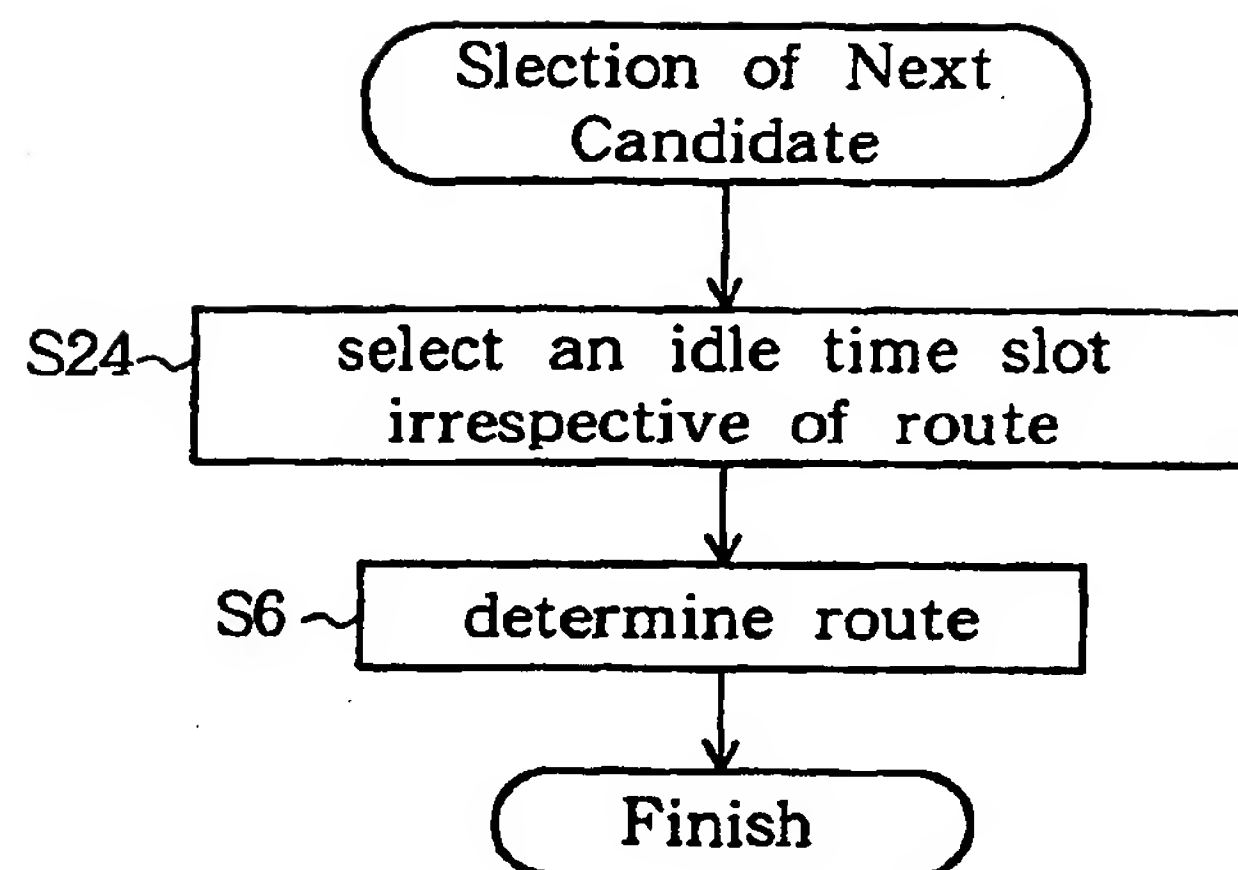 Slection of Next
Candidate
S24
select an idle time slot
irrespective of route
S6
determine route
Finish